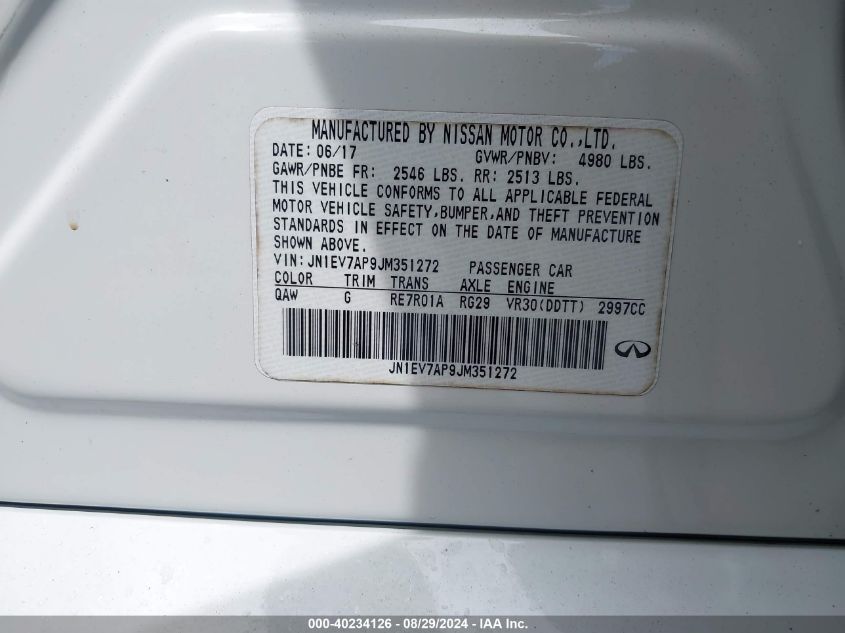 MANUFACTURED BY NISSAN MOTOR CO.,LTD.
DATE: 06/17 GVWR/PNBV: 4980 LBS.
GAWR/PNBE FR: 2546 LBS. RR: 2513 LBS.
THIS VEHICLE CONFORMS TO ALL APPLICABLE FEDERAL
MOTOR VEHICLE SAFETY,BUMPER,AND THEFT PREVENTION
STANDARDS IN EFFECT ON THE DATE OF MANUFACTURE
SHOWN ABOVE.
VIN:JN1EV7AP9JM351272 PASSENGER CAR
COLOR TRIM TRANS AXLE ENGINE
QAW G RE7R01A RG29 VR30(DDTT) 2997CC
JN1EV7AP9JM351272
000-40234126 - 08/29/2024 - IAA Inc.